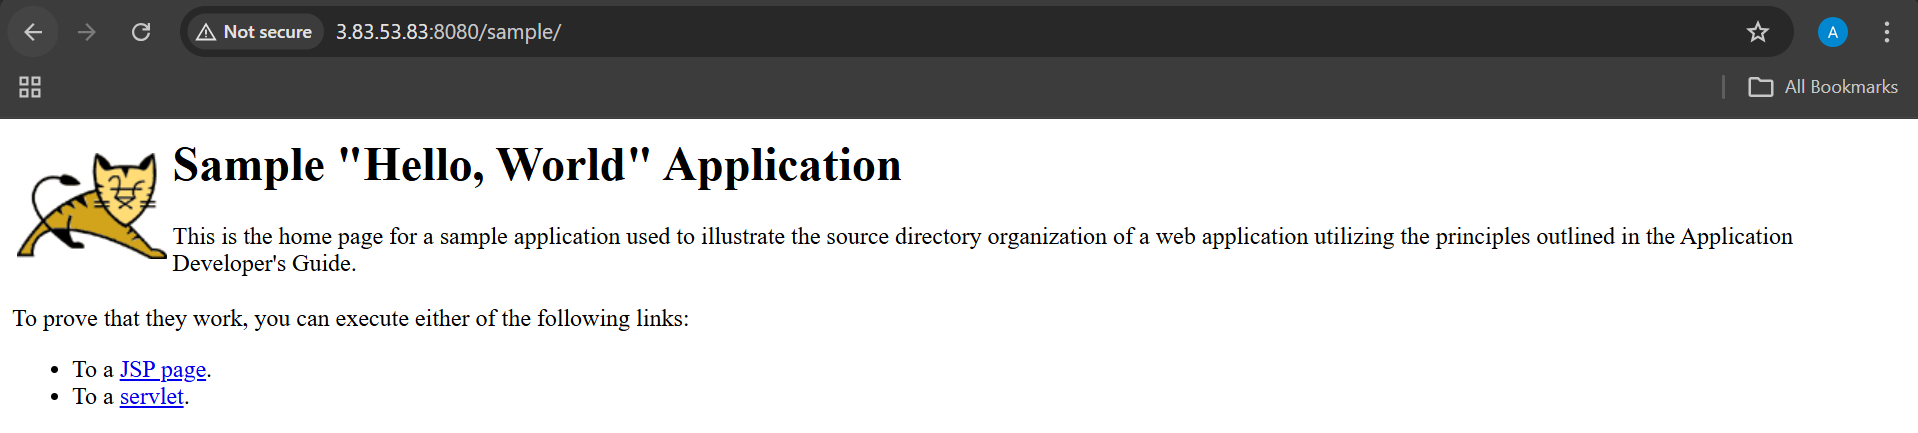 Not secure 3.83.53.83:8080/sample/ A
All Bookmarks
Sample "Hello, World" Application
This is the home page for a sample application used to illustrate the source directory organization of a web application utilizing the principles outlined in the Application
Developer's Guide.
To prove that they work, you can execute either of the following links:
• To a JSP page.
• To a servlet.